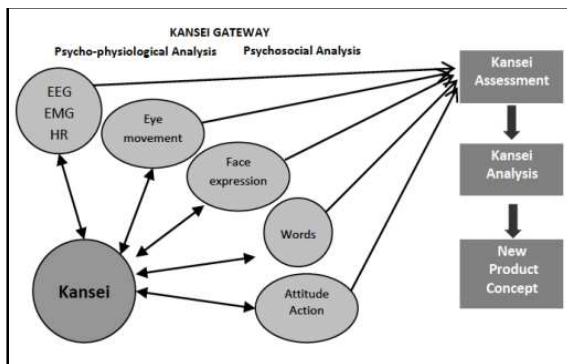 KANSEI GATEWAY
Psycho-physiological Analysis Psychosocial Analysis
EEG
EMG
HR
Eye
movement
Face
expression
Words
Attitude
Action
Kansei
Kansei
Assessment
Kansei
Analysis
New
Product
Concept